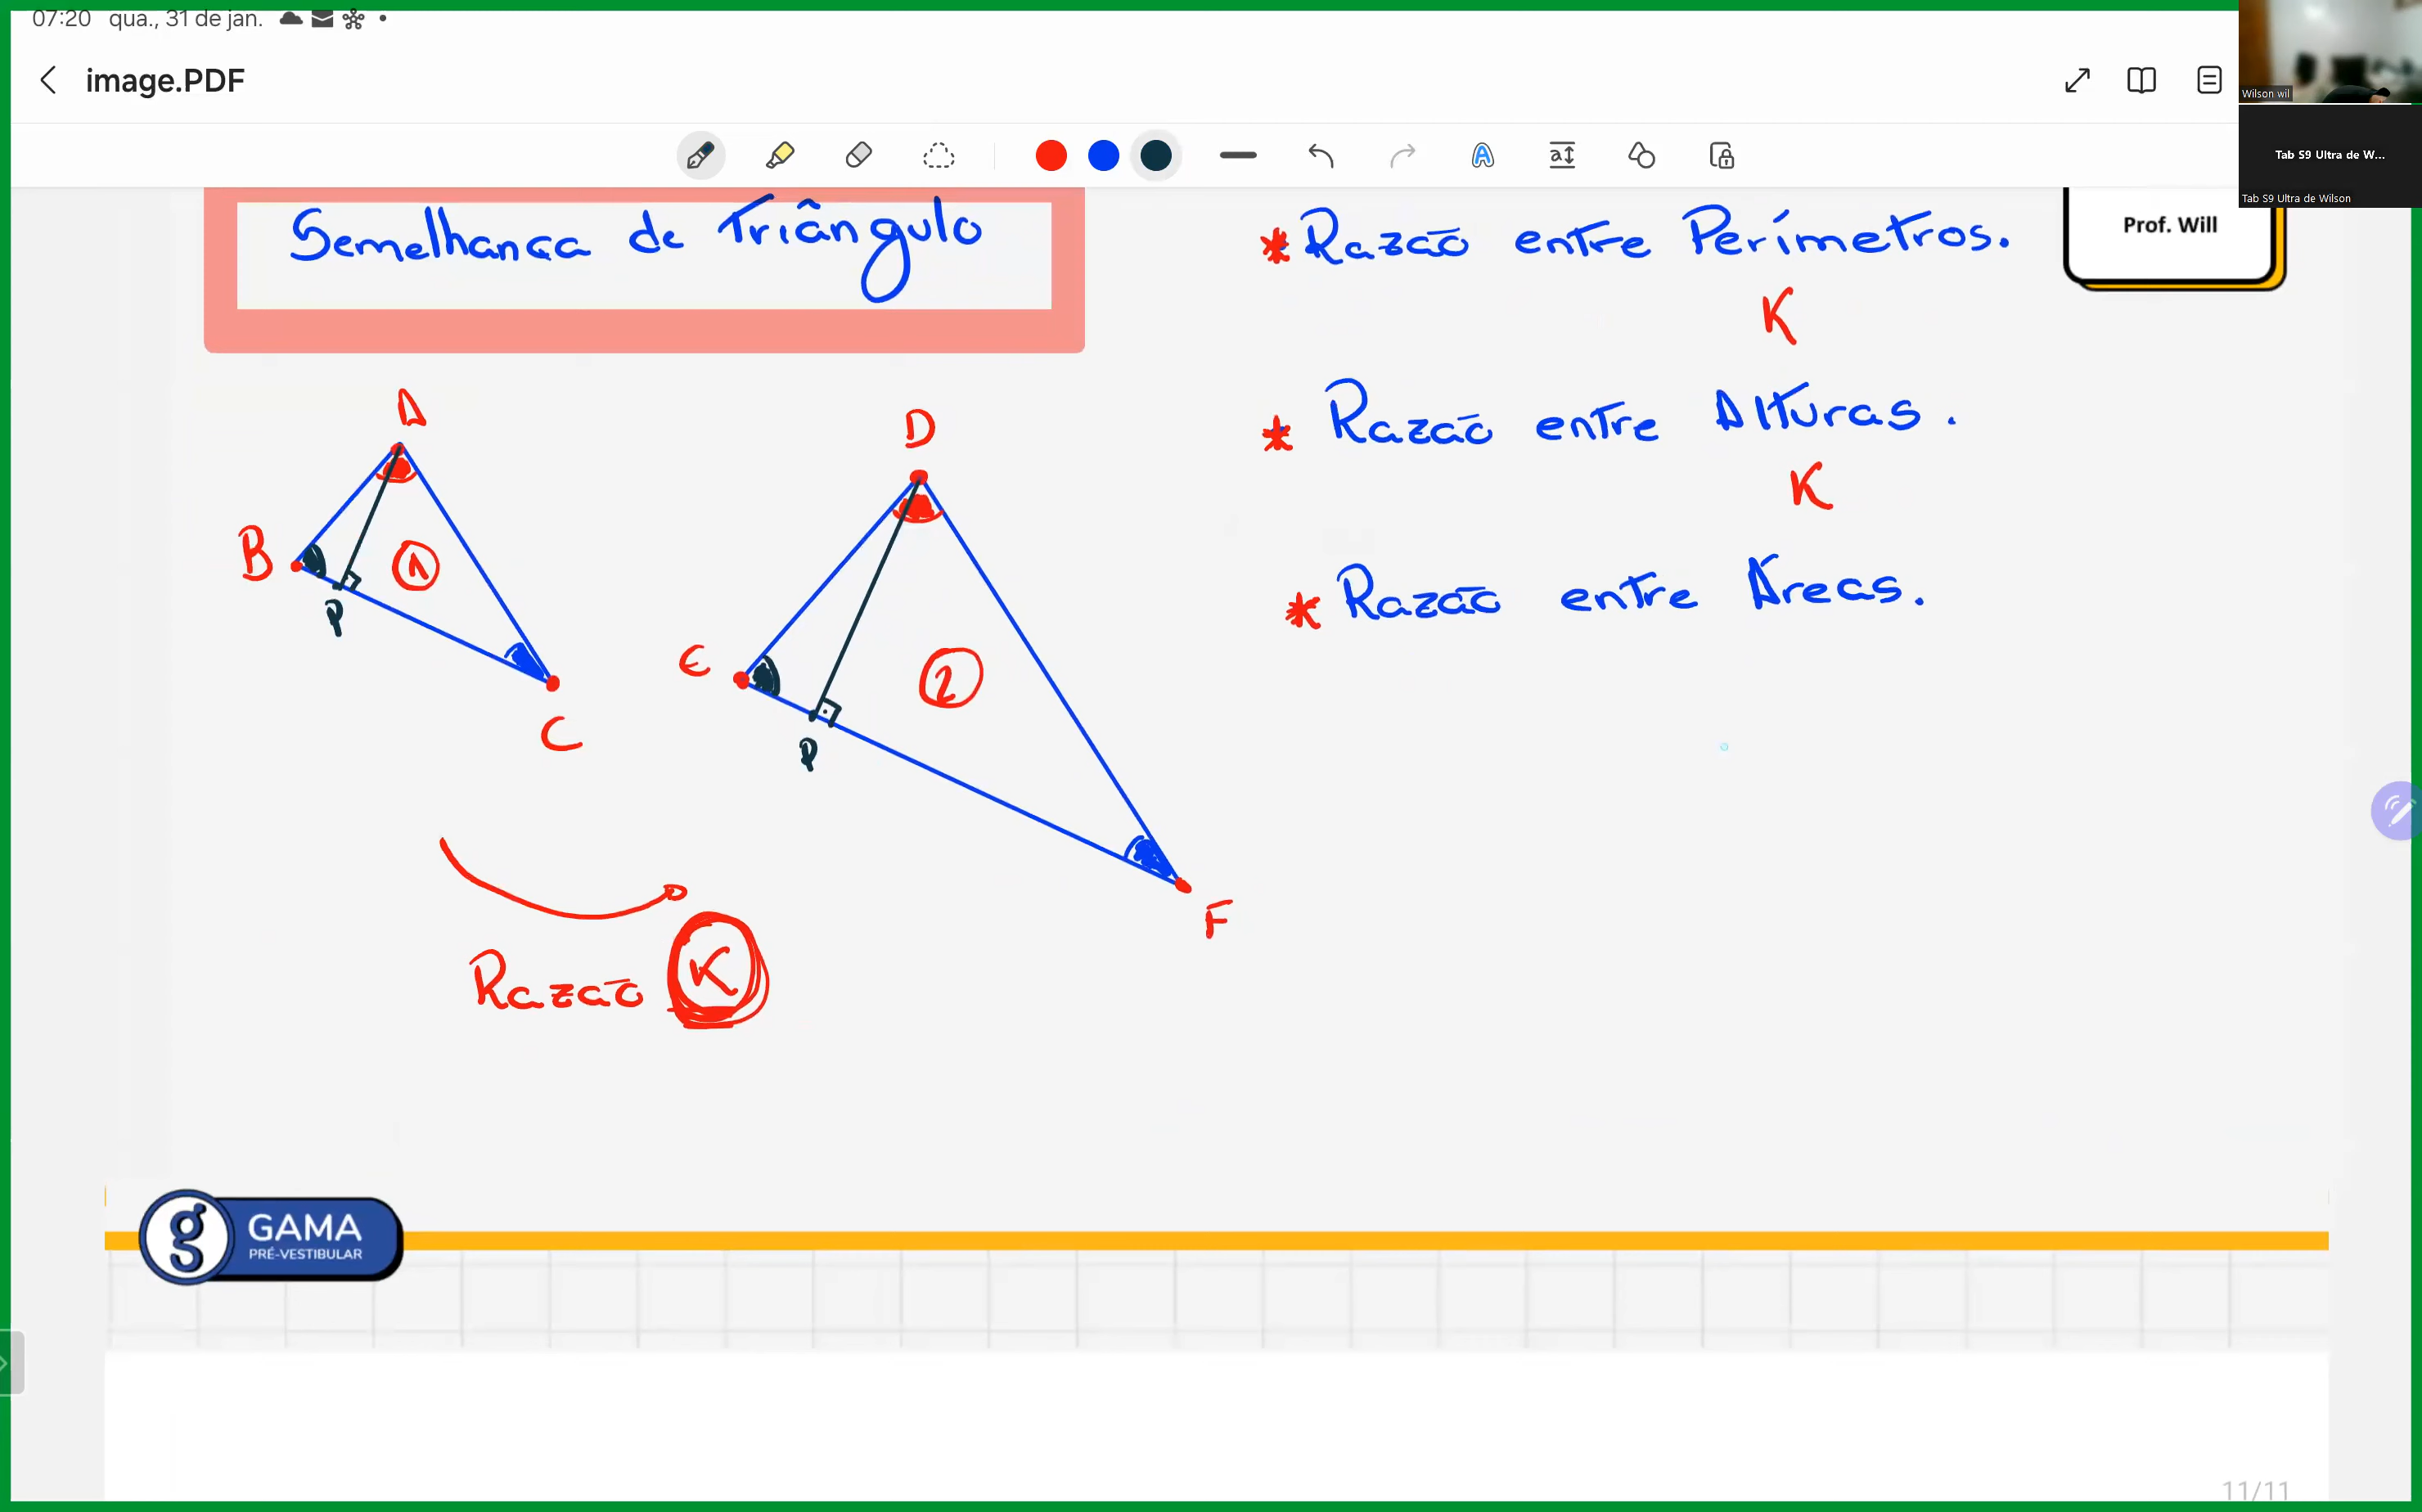 07:20 qua., 31 de jan.
image.PDF
Wilson wil
Tab S9 Ultra de W...
Tab S9 Ultra de Wilson
Prof. Will
Semelhança de Triângulo
* Razão entre Perímetros.
K
* Razão entre Alturas.
K
* Razão entre Áreas.
A
B
1
P
C
D
E
2
P
F
Razão K
GAMA
PRÉ-VESTIBULAR
11/11